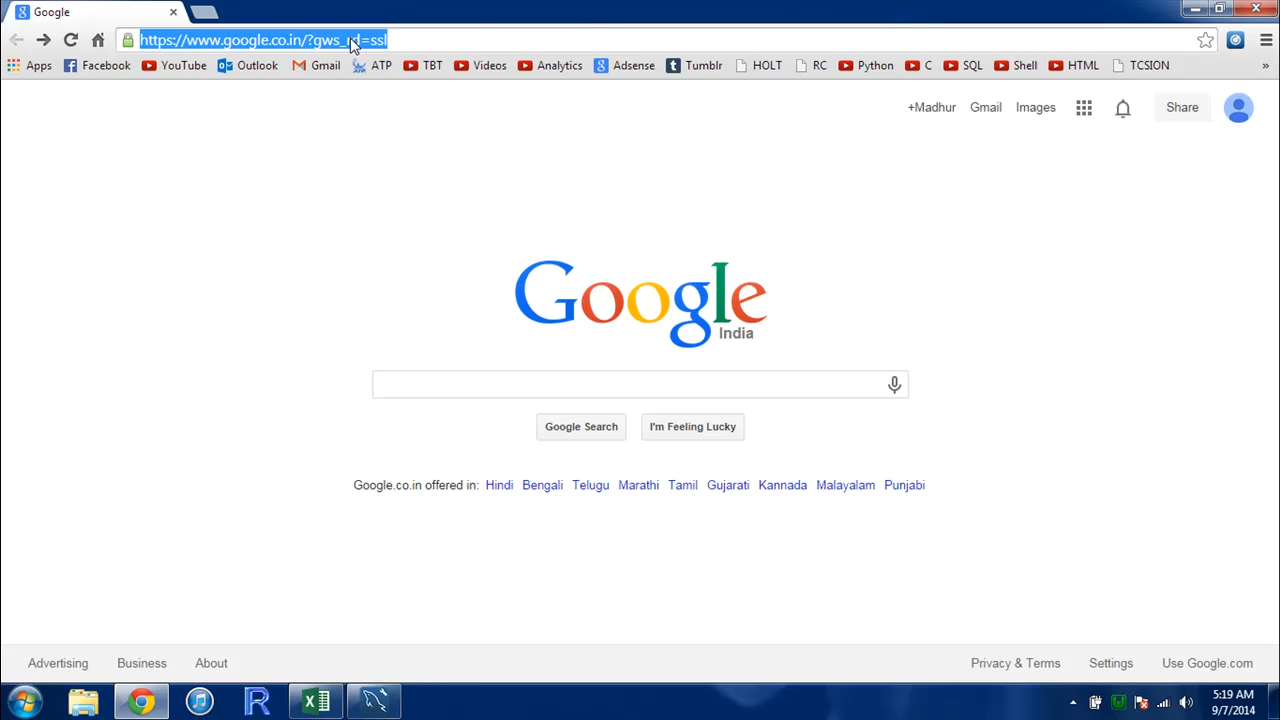 Google
https://www.google.co.in/?gws_rd=ssl
Apps Facebook YouTube Outlook Gmail ATP TBT Videos Analytics Adsense Tumblr HOLT RC Python C SQL Shell HTML TCSION »
+Madhur Gmail Images Share
Google
India
Google Search I'm Feeling Lucky
Google.co.in offered in: Hindi Bengali Telugu Marathi Tamil Gujarati Kannada Malayalam Punjabi
Advertising Business About Privacy & Terms Settings Use Google.com
5:19 AM
9/7/2014